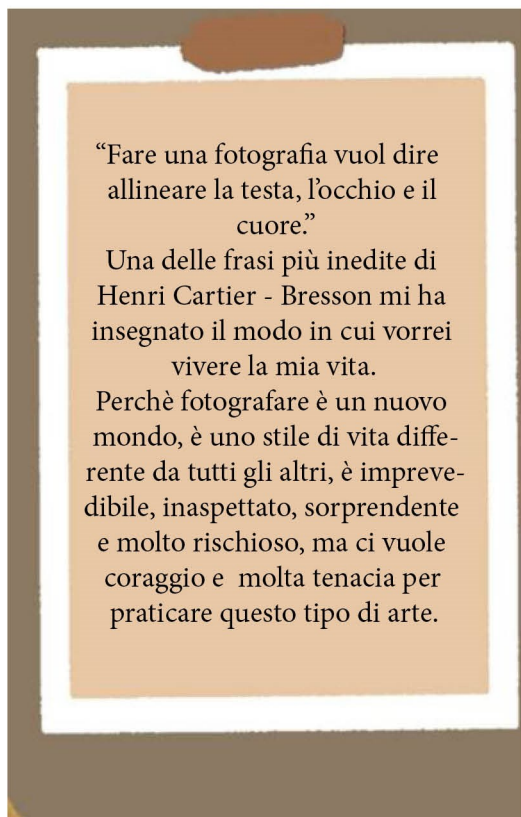 “Fare una fotografia vuol dire
allineare la testa, l’occhio e il
cuore.”
Una delle frasi più inedite di
Henri Cartier - Bresson mi ha
insegnato il modo in cui vorrei
vivere la mia vita.
Perchè fotografare è un nuovo
mondo, è uno stile di vita diffe-
rente da tutti gli altri, è impreve-
dibile, inaspettato, sorprendente
e molto rischioso, ma ci vuole
coraggio e  molta tenacia per
praticare questo tipo di arte.